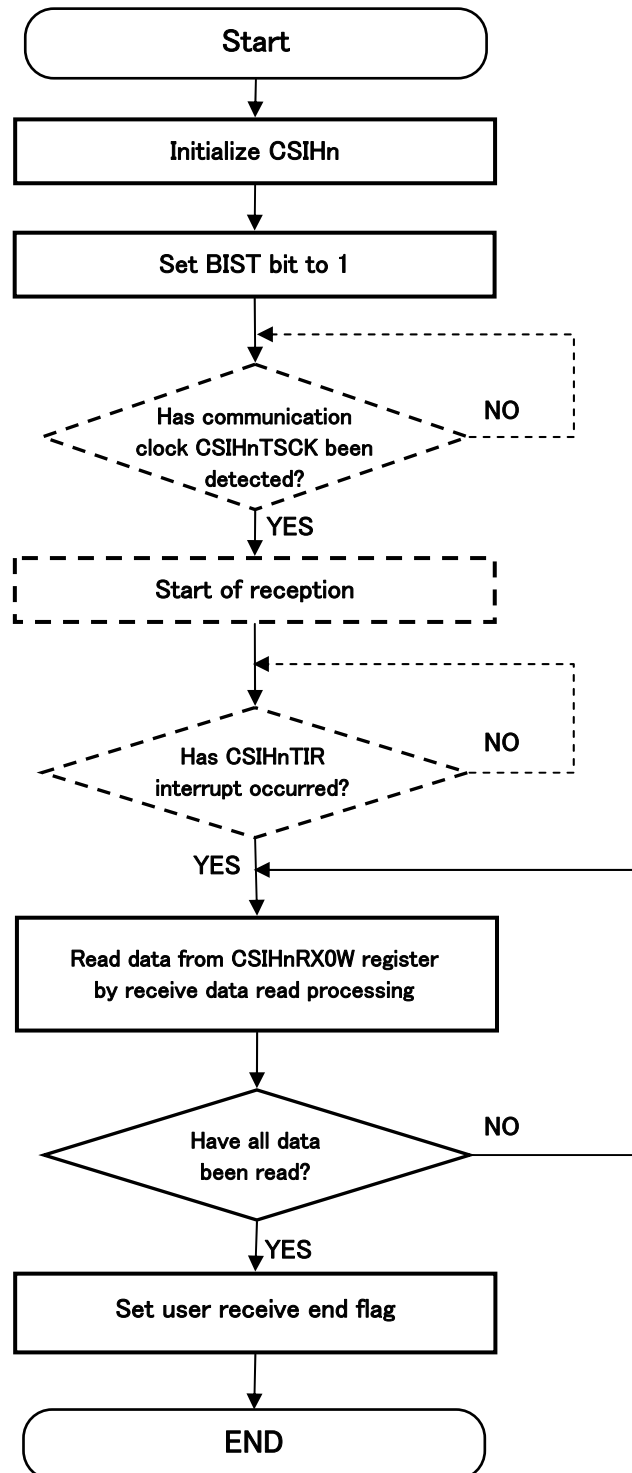 Start
Initialize CSIHn
Set BIST bit to 1
Has communication
clock CSIHnTSCK been
detected?
NO
YES
Start of reception
Has CSIHnTIR
interrupt occurred?
NO
YES
Read data from CSIHnRX0W register
by receive data read processing
Have all data
been read?
NO
YES
Set user receive end flag
END